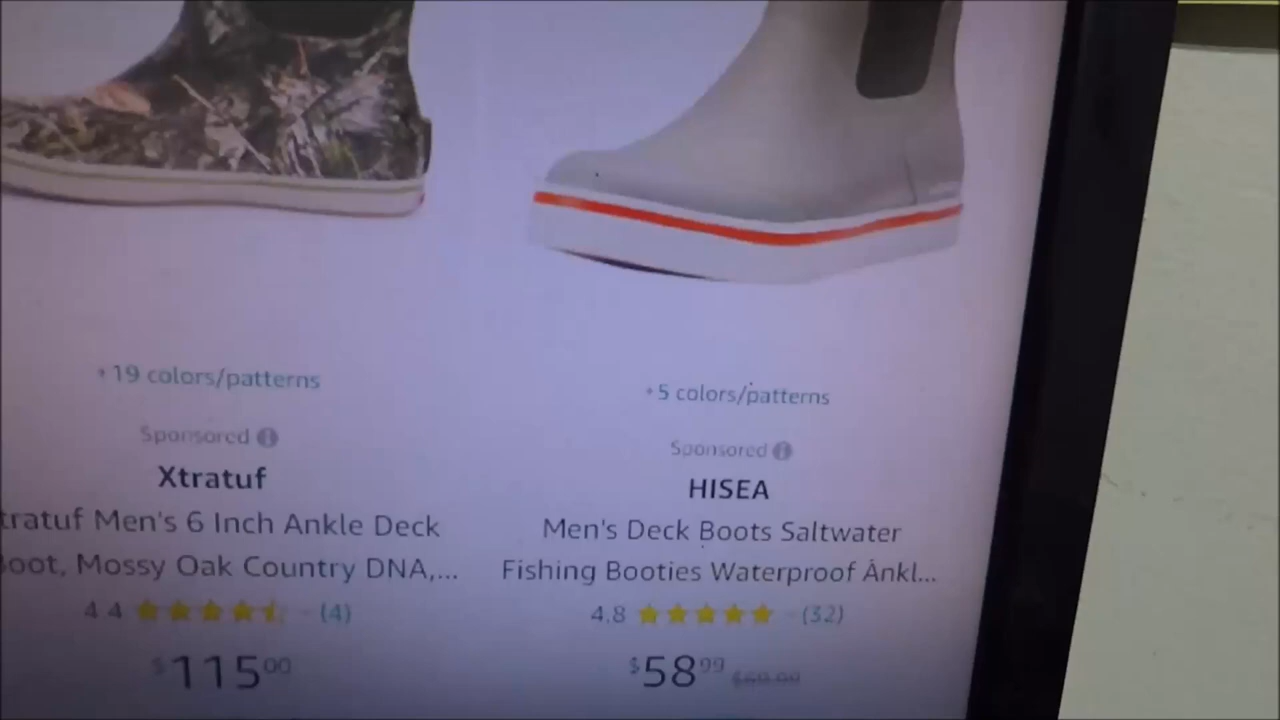 +19 colors/patterns
Sponsored
Xtratuf
tratuf Men's 6 Inch Ankle Deck
oot, Mossy Oak Country DNA,...
4.4 (4)
$11500
+5 colors/patterns
Sponsored
HISEA
Men's Deck Boots Saltwater
Fishing Booties Waterproof Ankl...
4.8 (32)
$5899